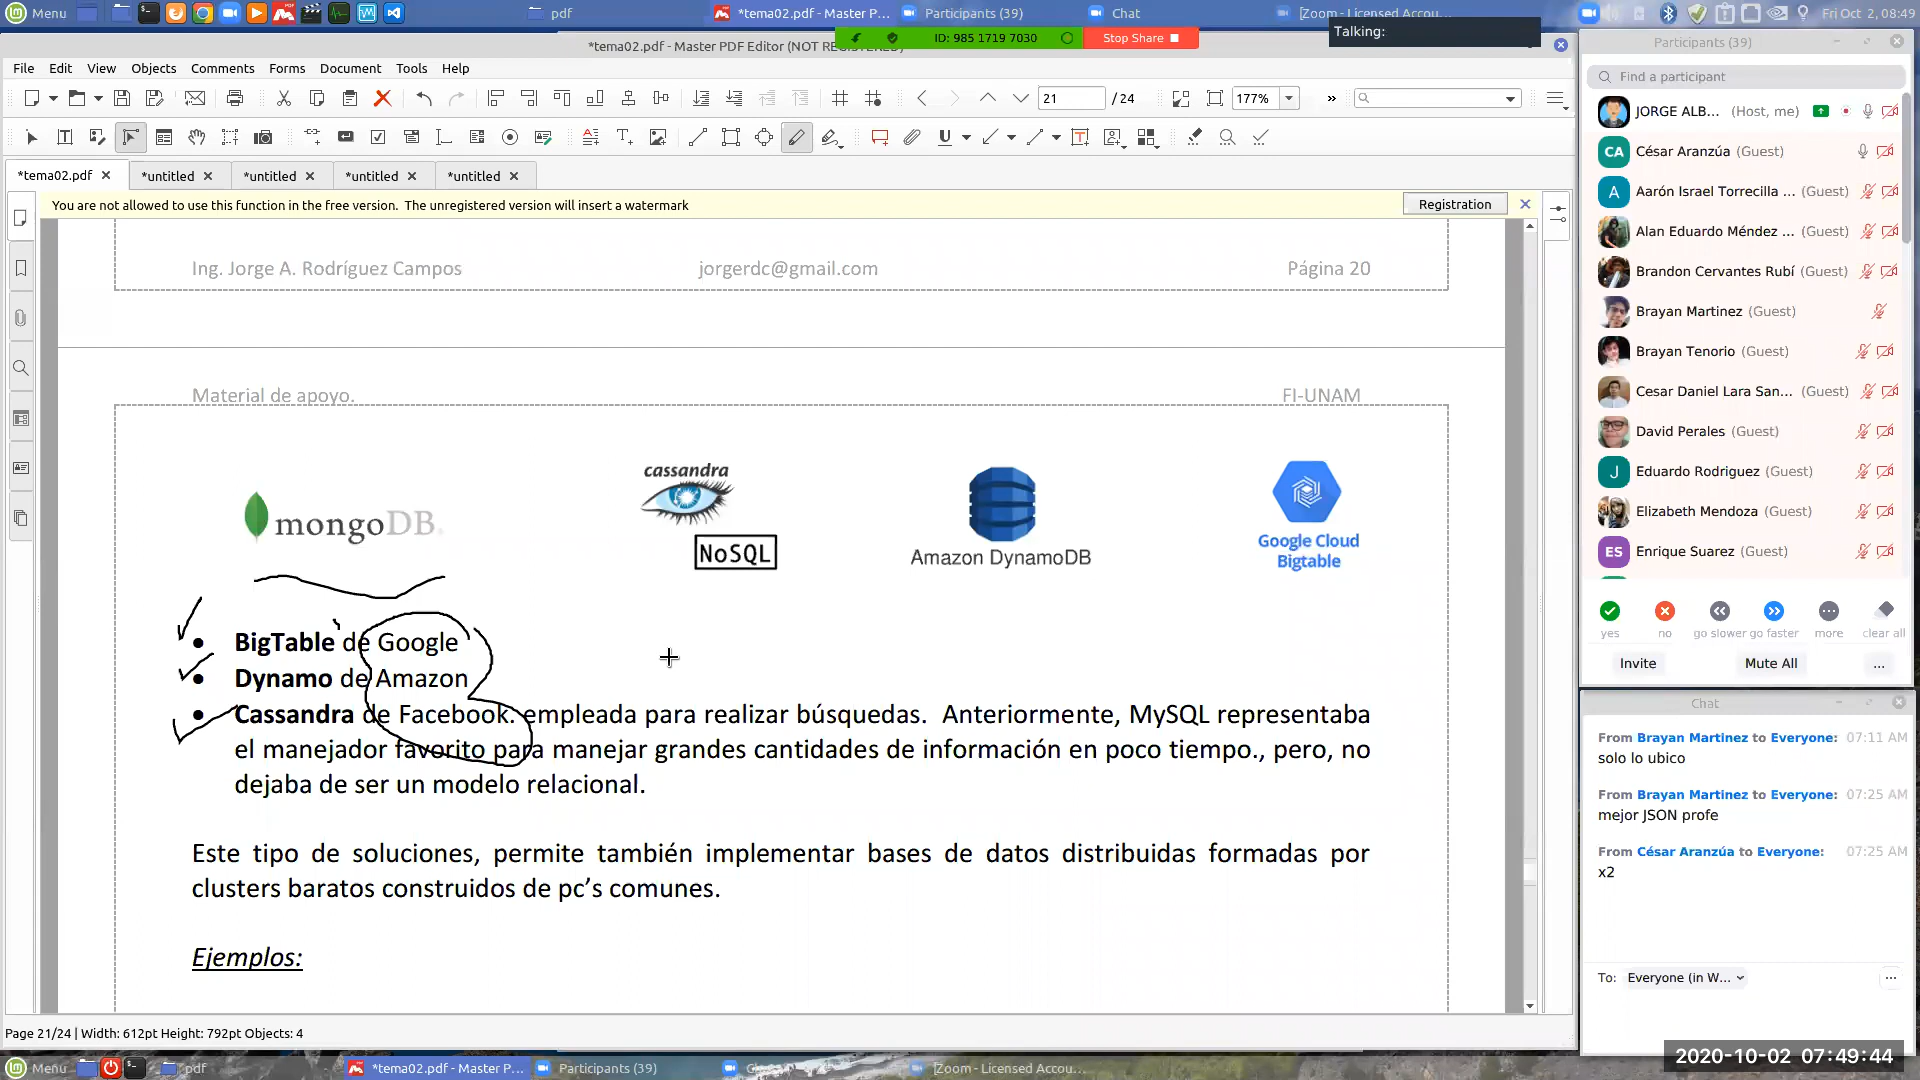 Menu
pdf
*tema02.pdf - Master P...
Participants (39)
Chat
[Zoom - Licensed Accou...
Fri Oct 2, 08:49
*tema02.pdf - Master PDF Editor (NOT REGISTERED)
ID: 985 1719 7030
Stop Share
Talking:
File Edit View Objects Comments Forms Document Tools Help
21 / 24
177%
*tema02.pdf
*untitled
*untitled
*untitled
*untitled
You are not allowed to use this function in the free version. The unregistered version will insert a watermark
Registration
Ing. Jorge A. Rodríguez Campos jorgerdc@gmail.com Página 20
Material de apoyo. FI-UNAM
mongoDB.
cassandra
NoSQL
Amazon DynamoDB
Google Cloud
Bigtable
• BigTable de Google
• Dynamo de Amazon
• Cassandra de Facebook. empleada para realizar búsquedas. Anteriormente, MySQL representaba
el manejador favorito para manejar grandes cantidades de información en poco tiempo., pero, no
dejaba de ser un modelo relacional.
Este tipo de soluciones, permite también implementar bases de datos distribuidas formadas por
clusters baratos construidos de pc’s comunes.
Ejemplos:
Page 21/24 | Width: 612pt Height: 792pt Objects: 4
Participants (39)
Find a participant
JORGE ALB... (Host, me)
CA César Aranzúa (Guest)
A Aarón Israel Torrecilla ... (Guest)
Alan Eduardo Méndez ... (Guest)
Brandon Cervantes Rubí (Guest)
Brayan Martinez (Guest)
Brayan Tenorio (Guest)
Cesar Daniel Lara San... (Guest)
David Perales (Guest)
J Eduardo Rodriguez (Guest)
Elizabeth Mendoza (Guest)
ES Enrique Suarez (Guest)
yes no go slower go faster more clear all
Invite Mute All ...
Chat
From Brayan Martinez to Everyone: 07:11 AM
solo lo ubico
From Brayan Martinez to Everyone: 07:25 AM
mejor JSON profe
From César Aranzúa to Everyone: 07:25 AM
x2
To: Everyone (in W...
Menu
pdf
*tema02.pdf - Master P...
Participants (39)
[Zoom - Licensed Accou...
2020-10-02 07:49:44